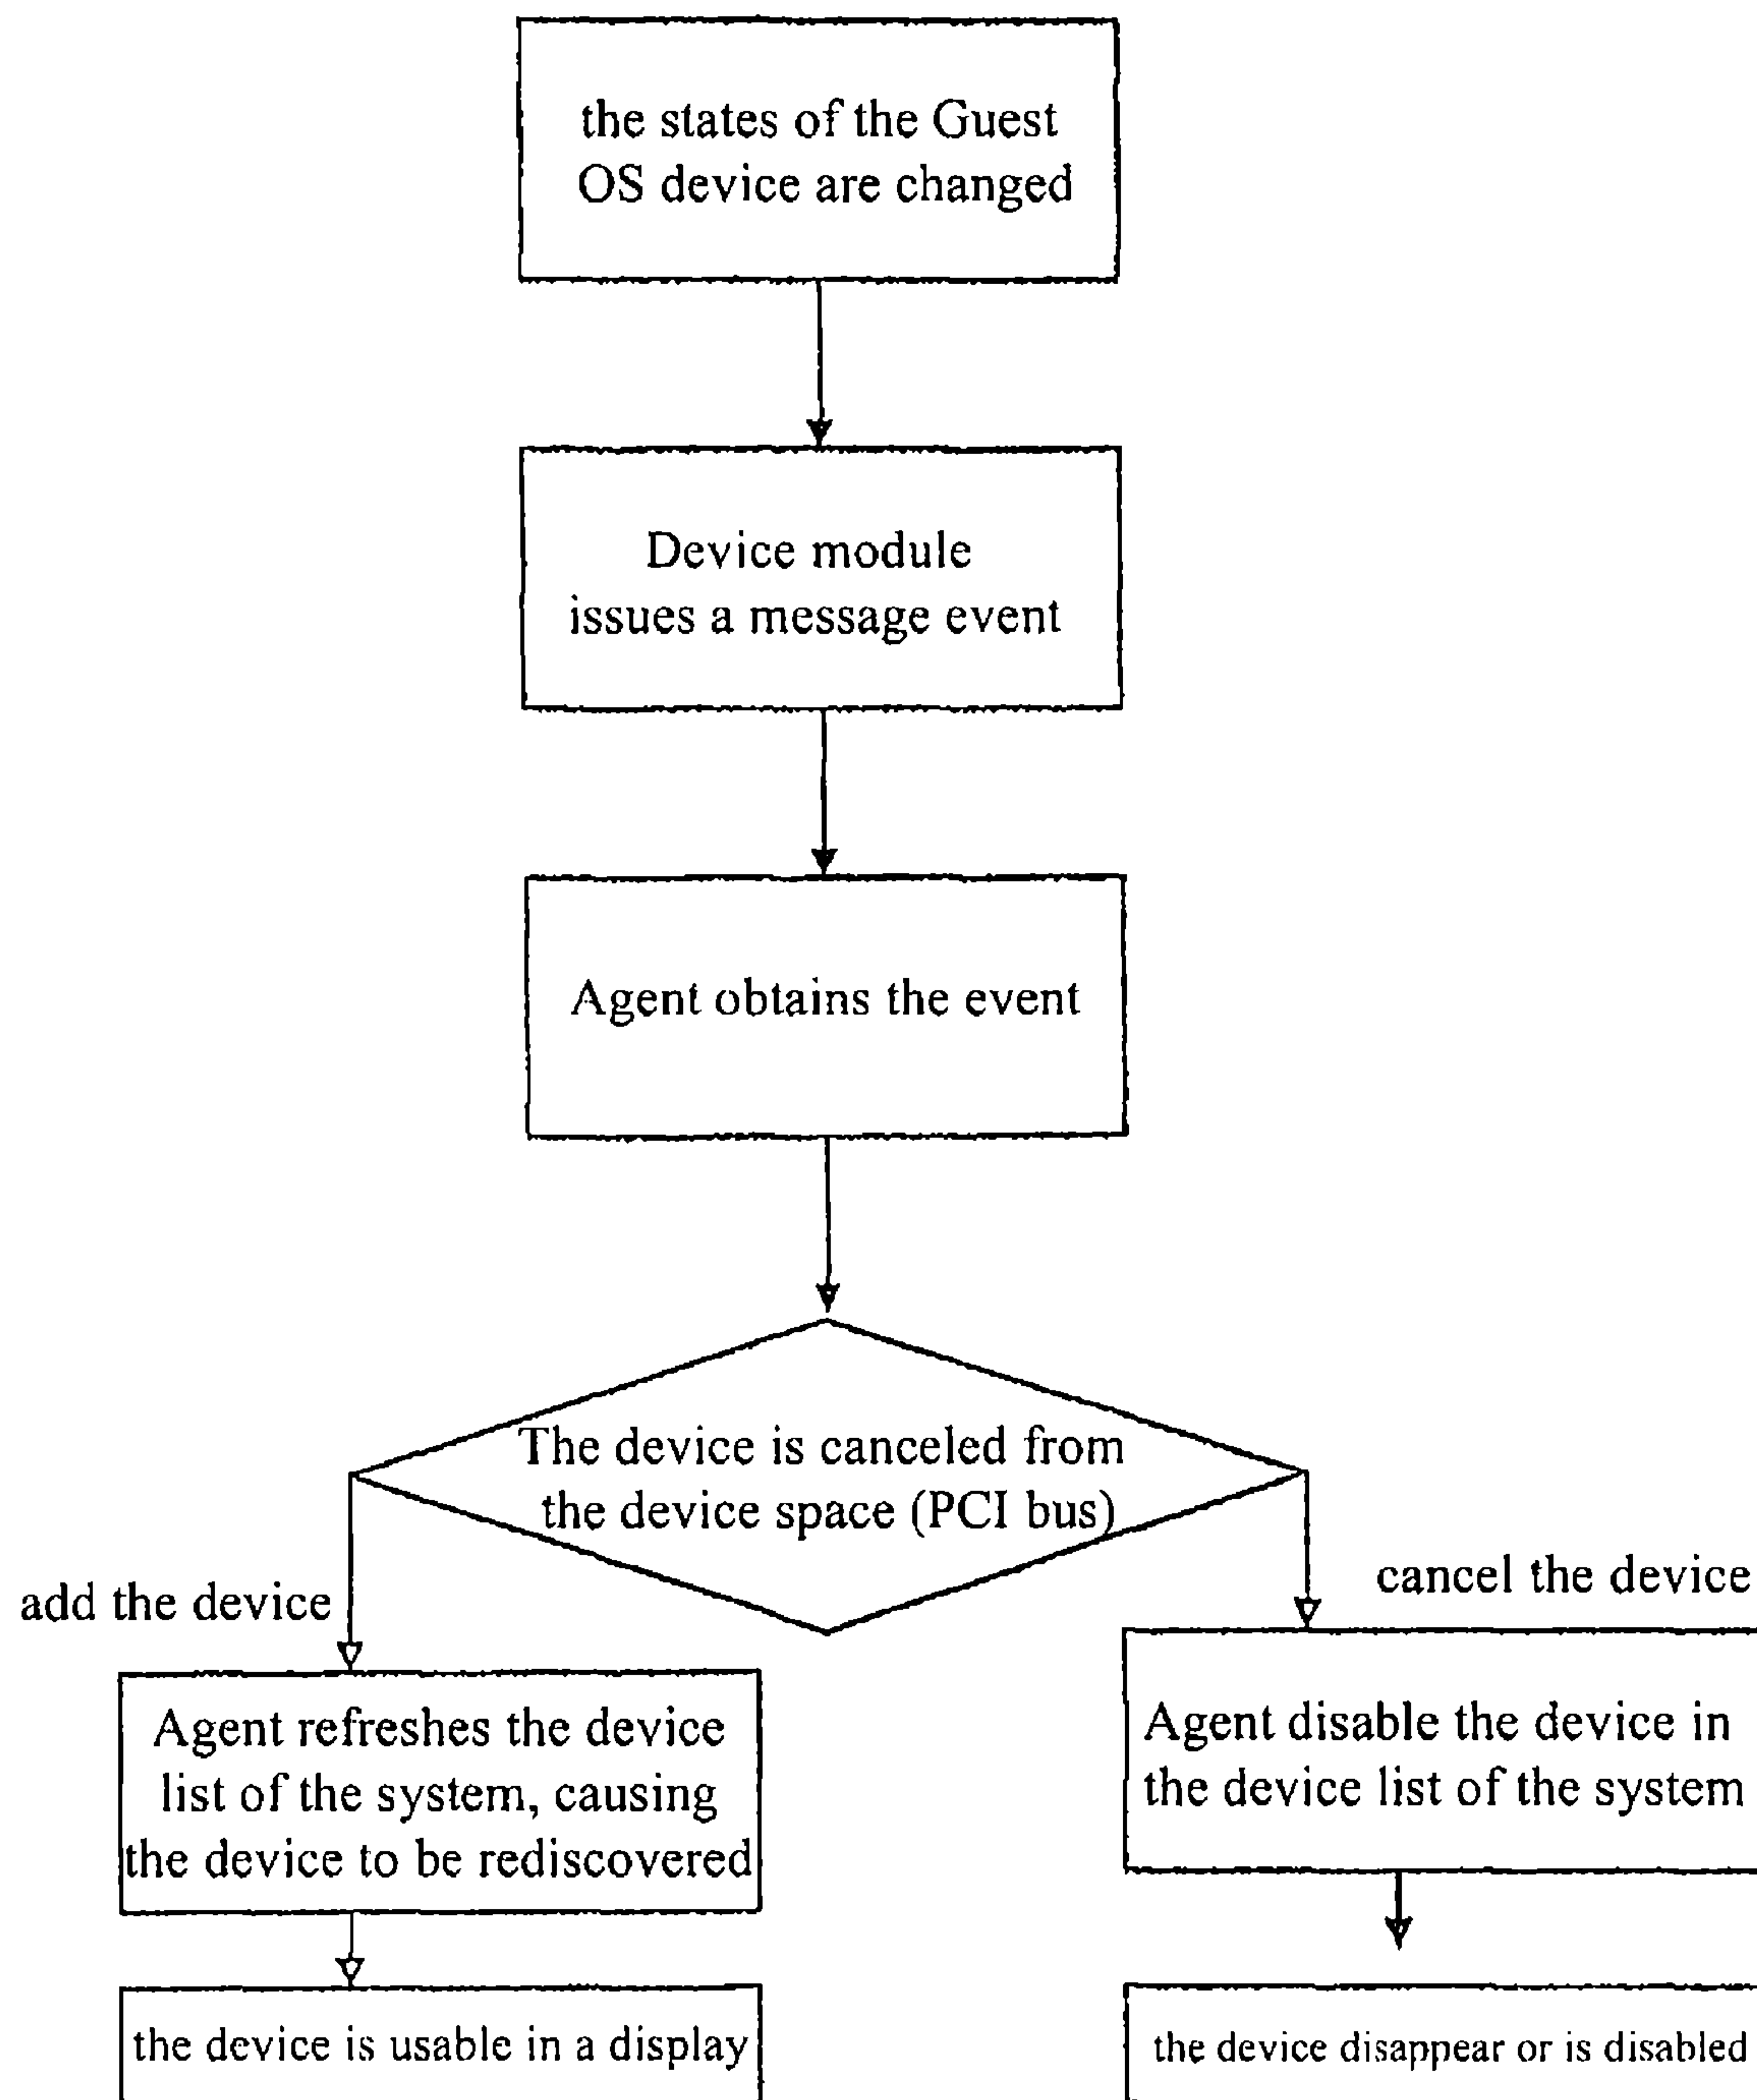 the states of the Guest
OS device are changed
Device module
issues a message event
Agent obtains the event
The device is canceled from
the device space (PCI bus)
add the device
cancel the device
Agent refreshes the device
list of the system, causing
the device to be rediscovered
Agent disable the device in
the device list of the system
the device is usable in a display
the device disappear or is disabled